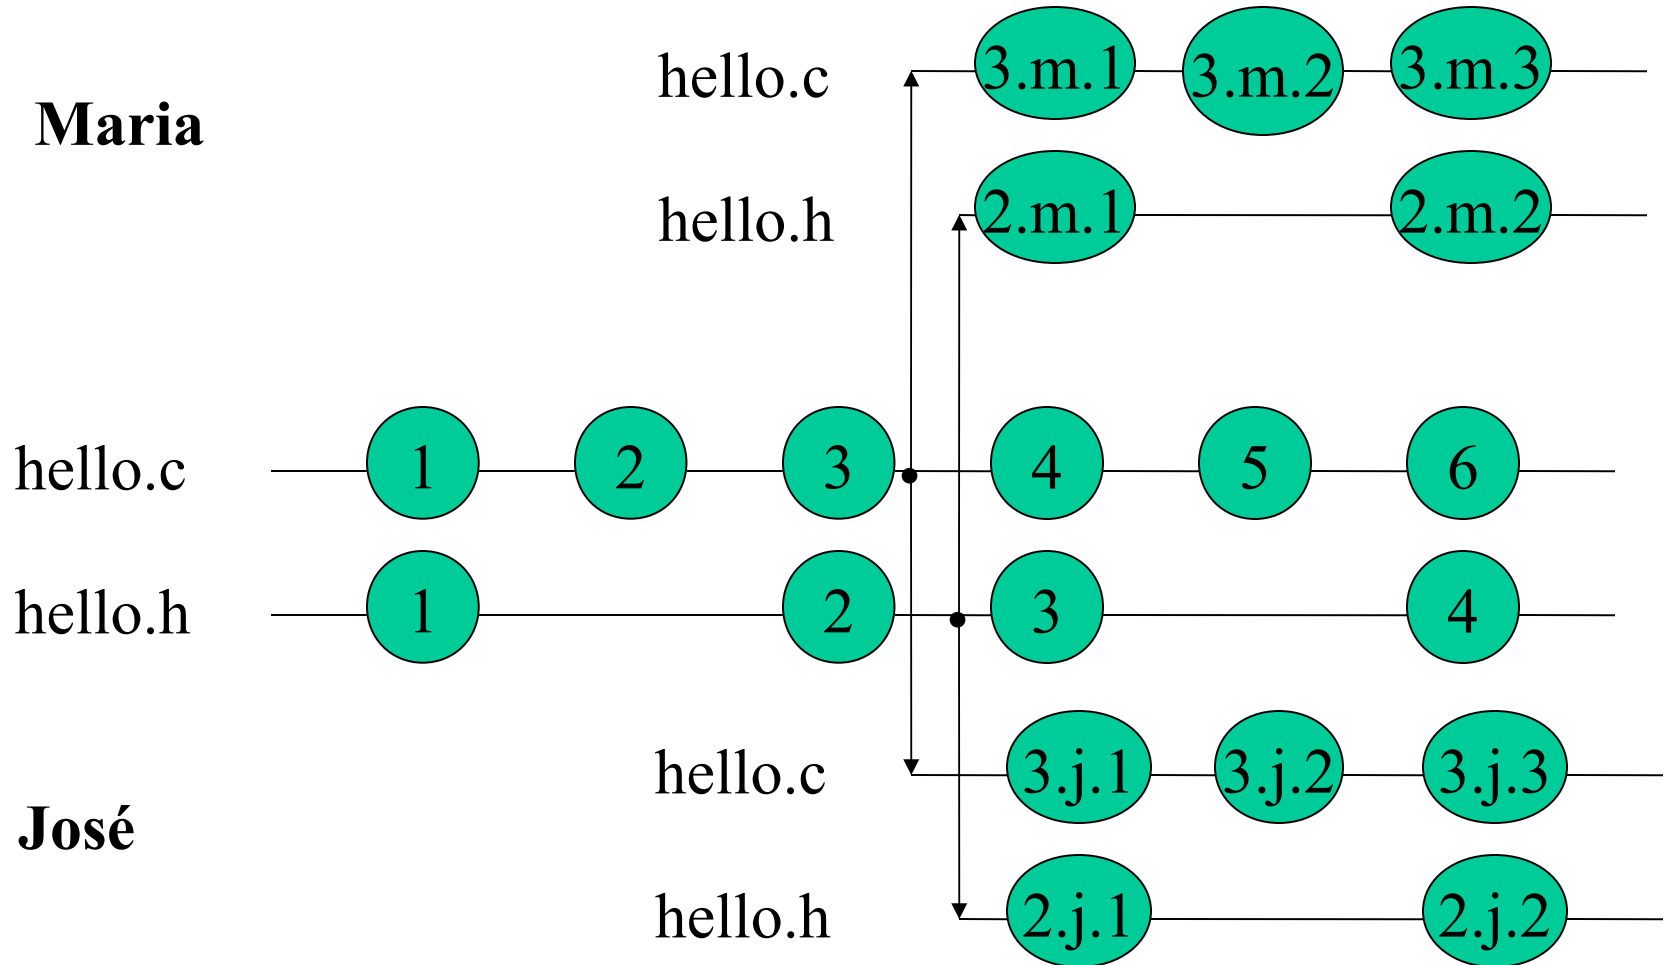 hello.c 3.m.1 3.m.2 3.m.3
Maria
hello.h 2.m.1 2.m.2
hello.c 1 2 3 4 5 6
hello.h 1 2 3 4
hello.c 3.j.1 3.j.2 3.j.3
José
hello.h 2.j.1 2.j.2